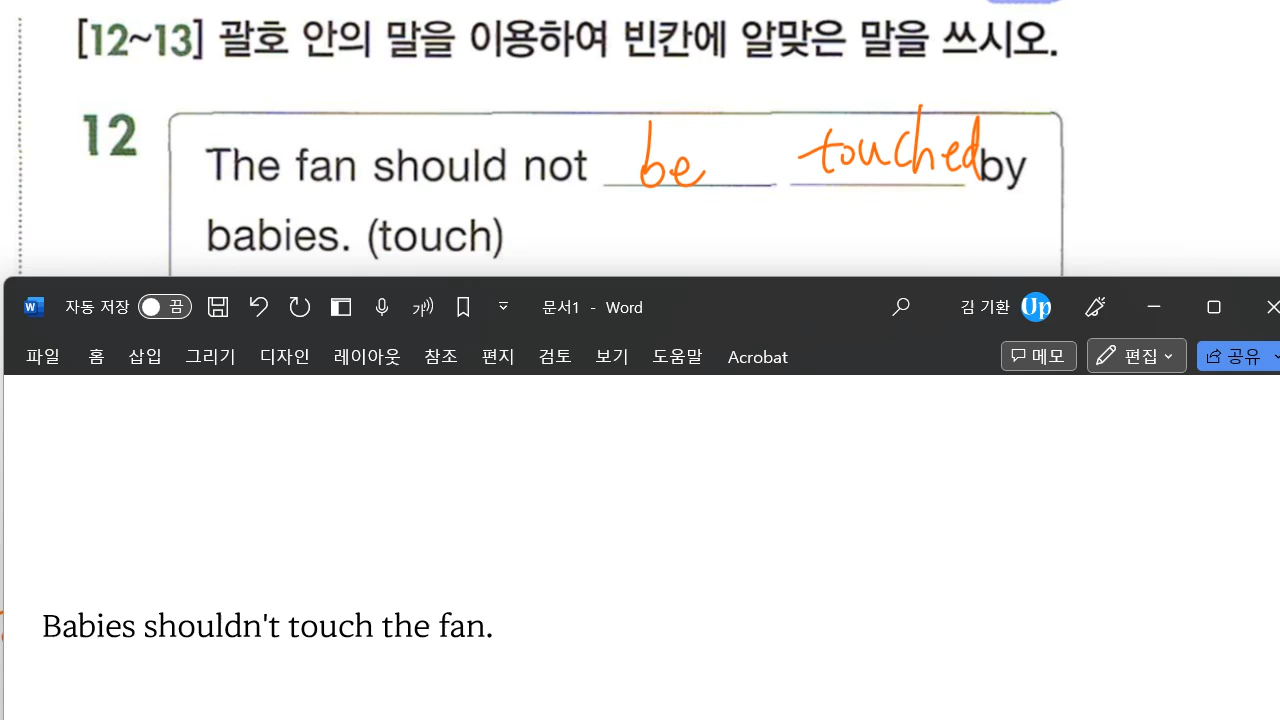 [12~13] 괄호 안의 말을 이용하여 빈칸에 알맞은 말을 쓰시오.
12 The fan should not be touched by
babies. (touch)
자동 저장 끔 가)) 문서1 - Word 김 기환 Up
파일 홈 삽입 그리기 디자인 레이아웃 참조 편지 검토 보기 도움말 Acrobat 메모 편집 공유
Babies shouldn't touch the fan.